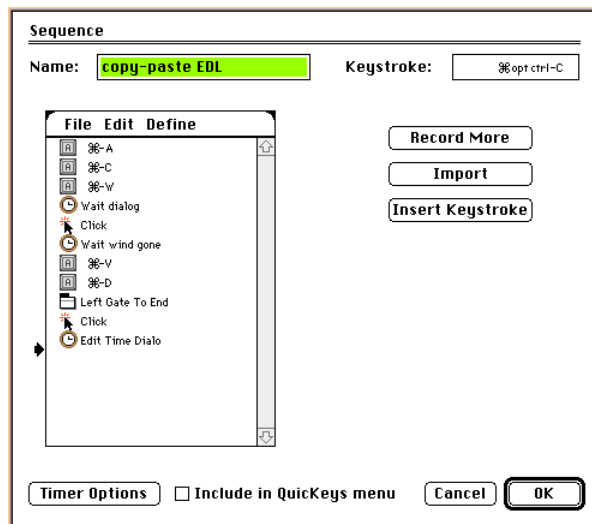 Sequence
Name: copy-paste EDL Keystroke: ⌘opt ctrl-C
File Edit Define
A ⌘-A
A ⌘-C
A ⌘-W
Wait dialog
Click
Wait wind gone
A ⌘-V
A ⌘-D
Left Gate To End
Click
Edit Time Dialo
Record More
Import
Insert Keystroke
Timer Options Include in QuicKeys menu Cancel OK